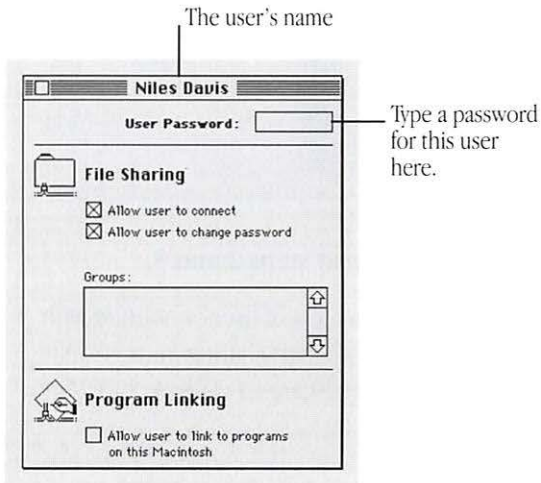 The user's name
Niles Davis
User Password:
Type a password
for this user
here.
File Sharing
Allow user to connect
Allow user to change password
Groups:
Program Linking
Allow user to link to programs
on this Macintosh